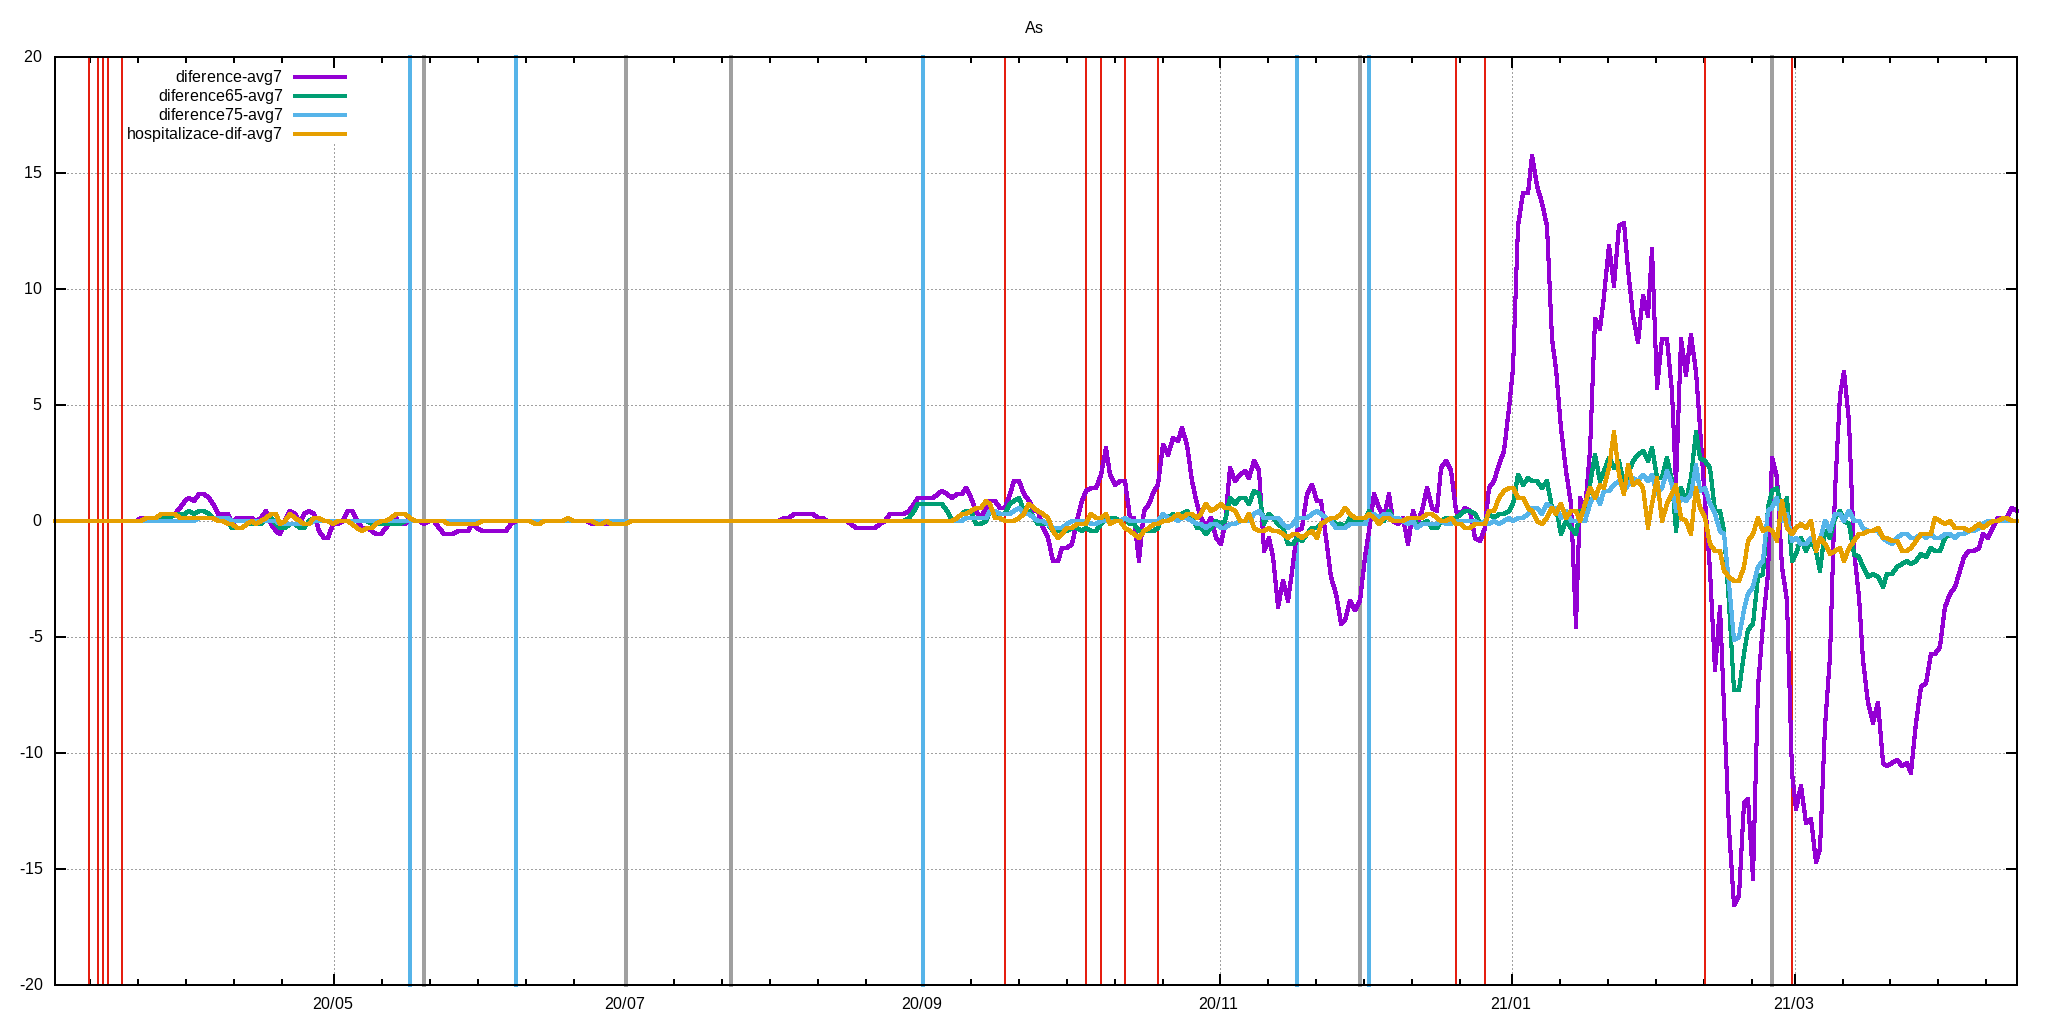 As
20
diference-avg7
diference65-avg7
diference75-avg7
hospitalizace-dif-avg7
15
10
5
0
-5
-10
-15
-20
20/05 20/07 20/09 20/11 21/01 21/03